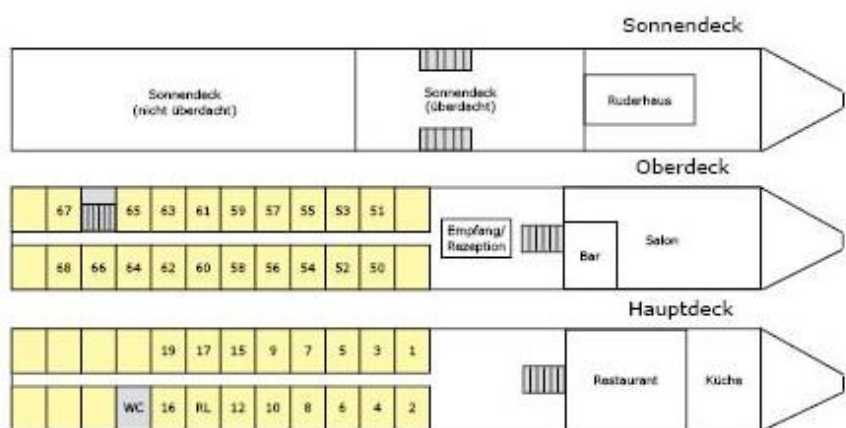 Sonnendeck
Sonnendeck
(nicht überdacht)
Sonnendeck
(überdacht)
Ruderhaus
Oberdeck
67 65 63 61 59 57 55 53 51
Empfang/
Rezeption
Bar
Salon
68 66 64 62 60 58 56 54 52 50
Hauptdeck
19 17 15 9 7 5 3 1
Restaurant
Küche
WC 16 RL 12 10 8 6 4 2